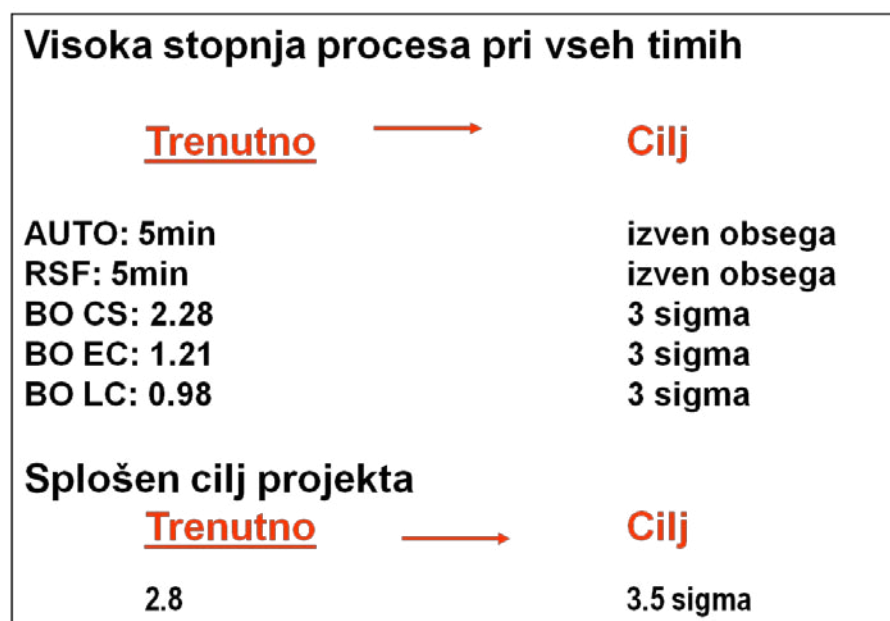 Visoka stopnja procesa pri vseh timih
Trenutno Cilj
AUTO: 5min izven obsega
RSF: 5min izven obsega
BO CS: 2.28 3 sigma
BO EC: 1.21 3 sigma
BO LC: 0.98 3 sigma
Splošen cilj projekta
Trenutno Cilj
2.8 3.5 sigma